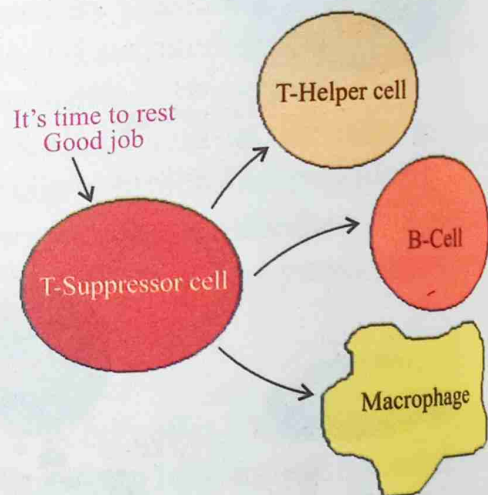 T-Helper cell
It's time to rest
Good job
B-Cell
T-Suppressor cell
Macrophage